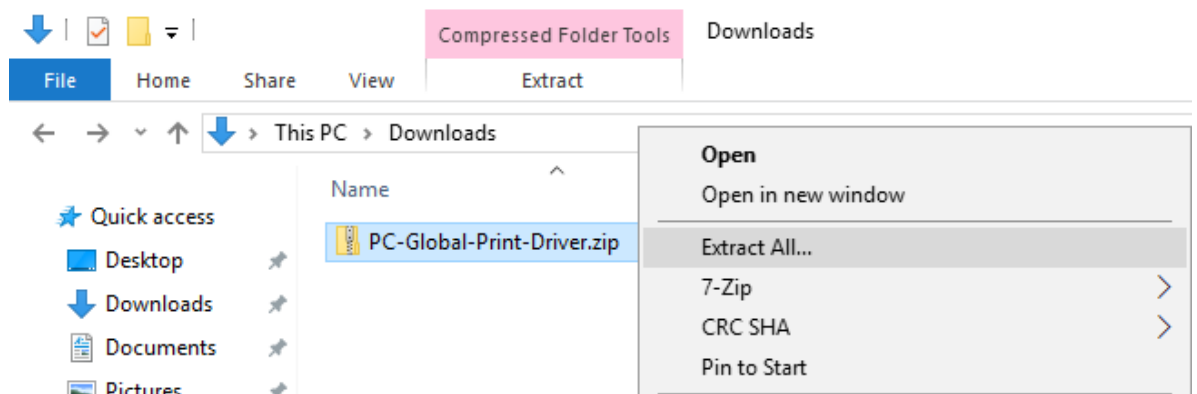 Compressed Folder Tools
Downloads
File
Home
Share
View
Extract
This PC > Downloads
Name
PC-Global-Print-Driver.zip
Quick access
Desktop
Downloads
Documents
Pictures
Open
Open in new window
Extract All...
7-Zip
CRC SHA
Pin to Start